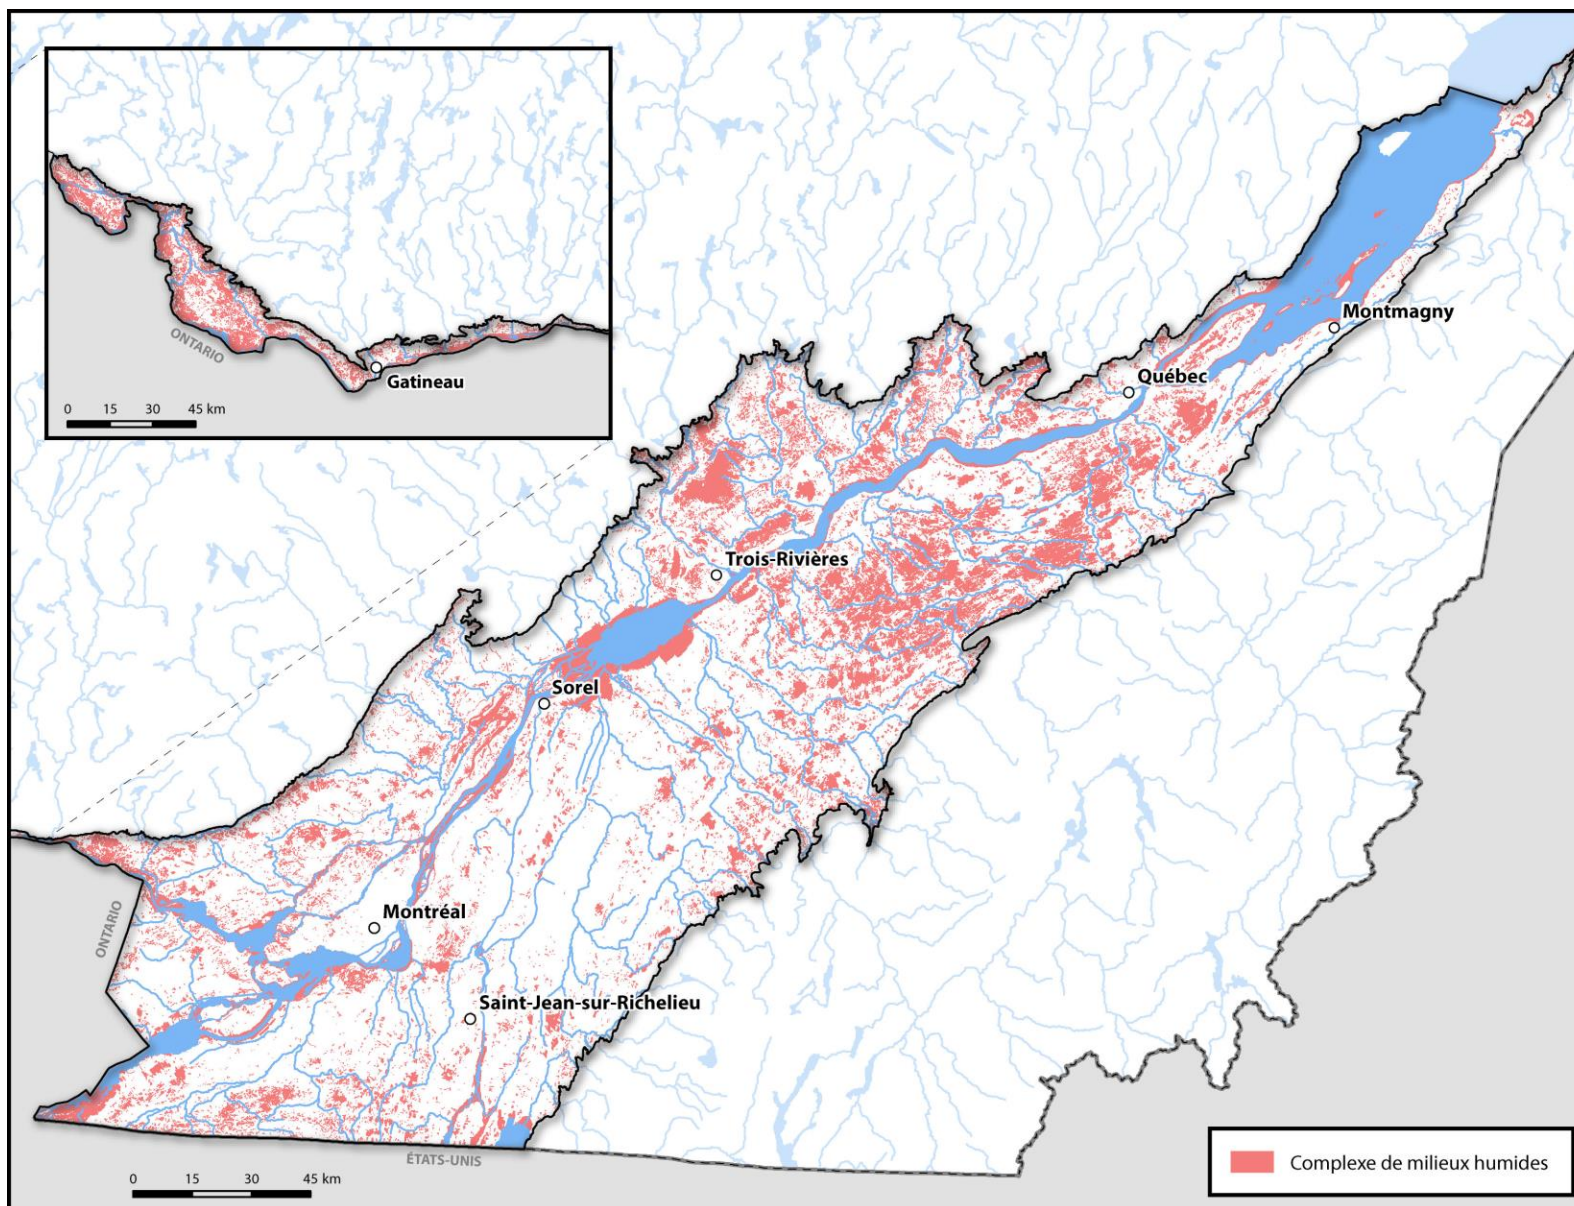 ONTARIO
Gatineau
0 15 30 45 km
Montmagny
Québec
Trois-Rivières
Sorel
Montréal
ONTARIO
Saint-Jean-sur-Richelieu
ÉTATS-UNIS
0 15 30 45 km
Complexe de milieux humides